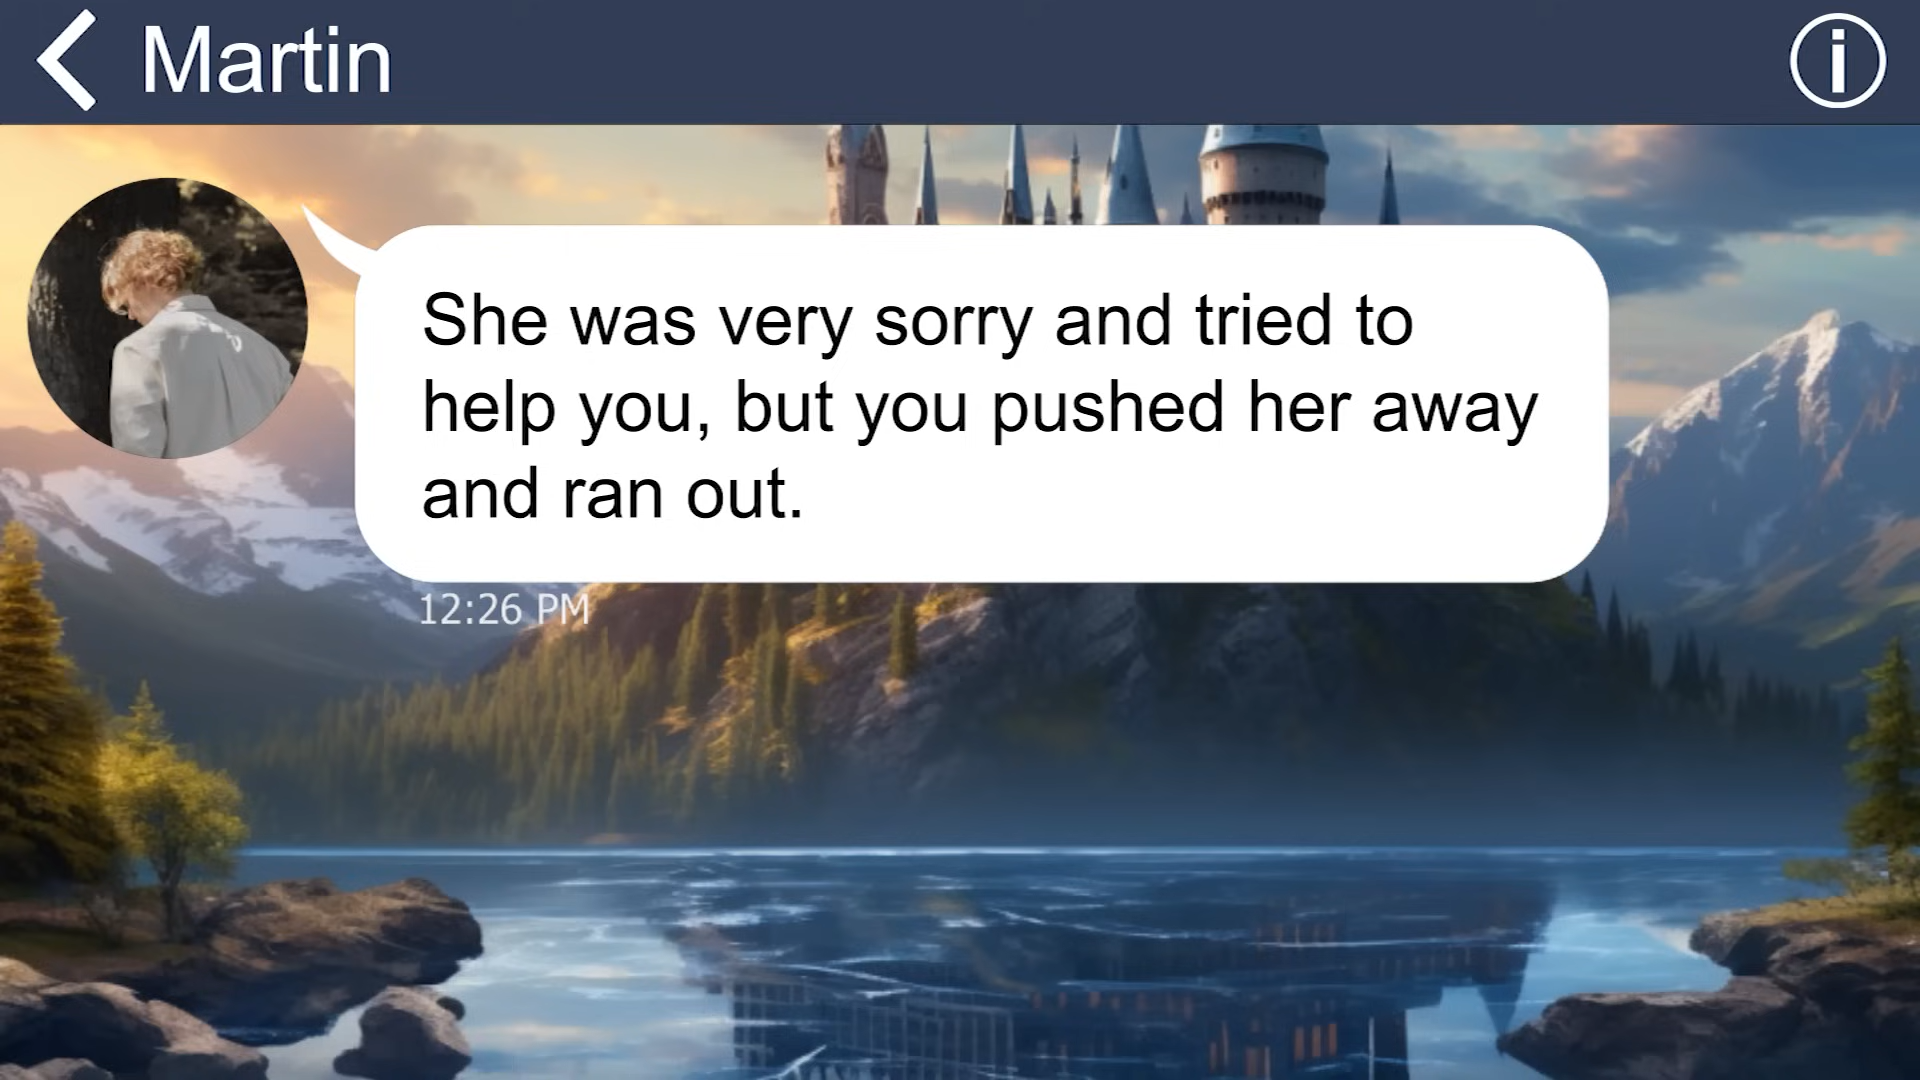 Martin
She was very sorry and tried to
help you, but you pushed her away
and ran out.
12:26 PM